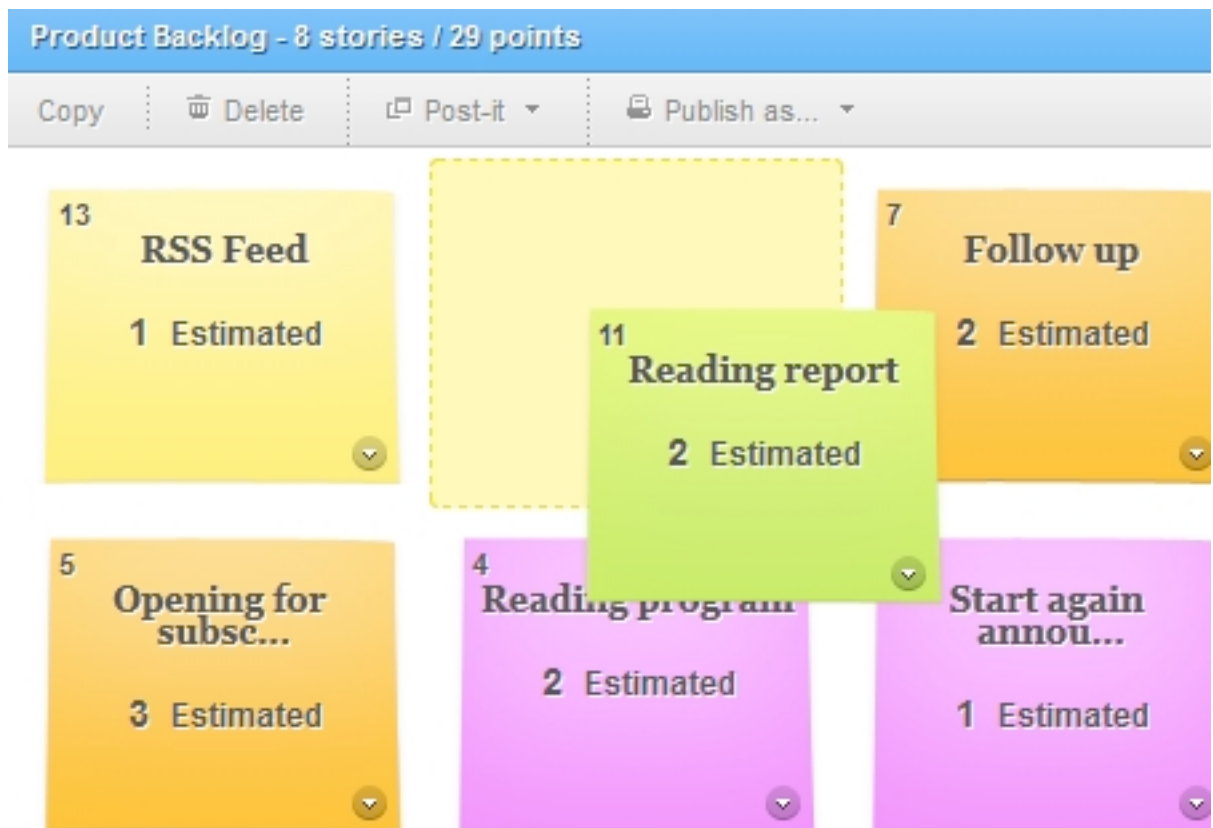 Product Backlog - 8 stories / 29 points
Copy Delete Post-it Publish as...
13
RSS Feed
1 Estimated
11
Reading report
2 Estimated
7
Follow up
2 Estimated
5
Opening for
subsc...
3 Estimated
4
Reading program
2 Estimated
Start again
annou...
1 Estimated